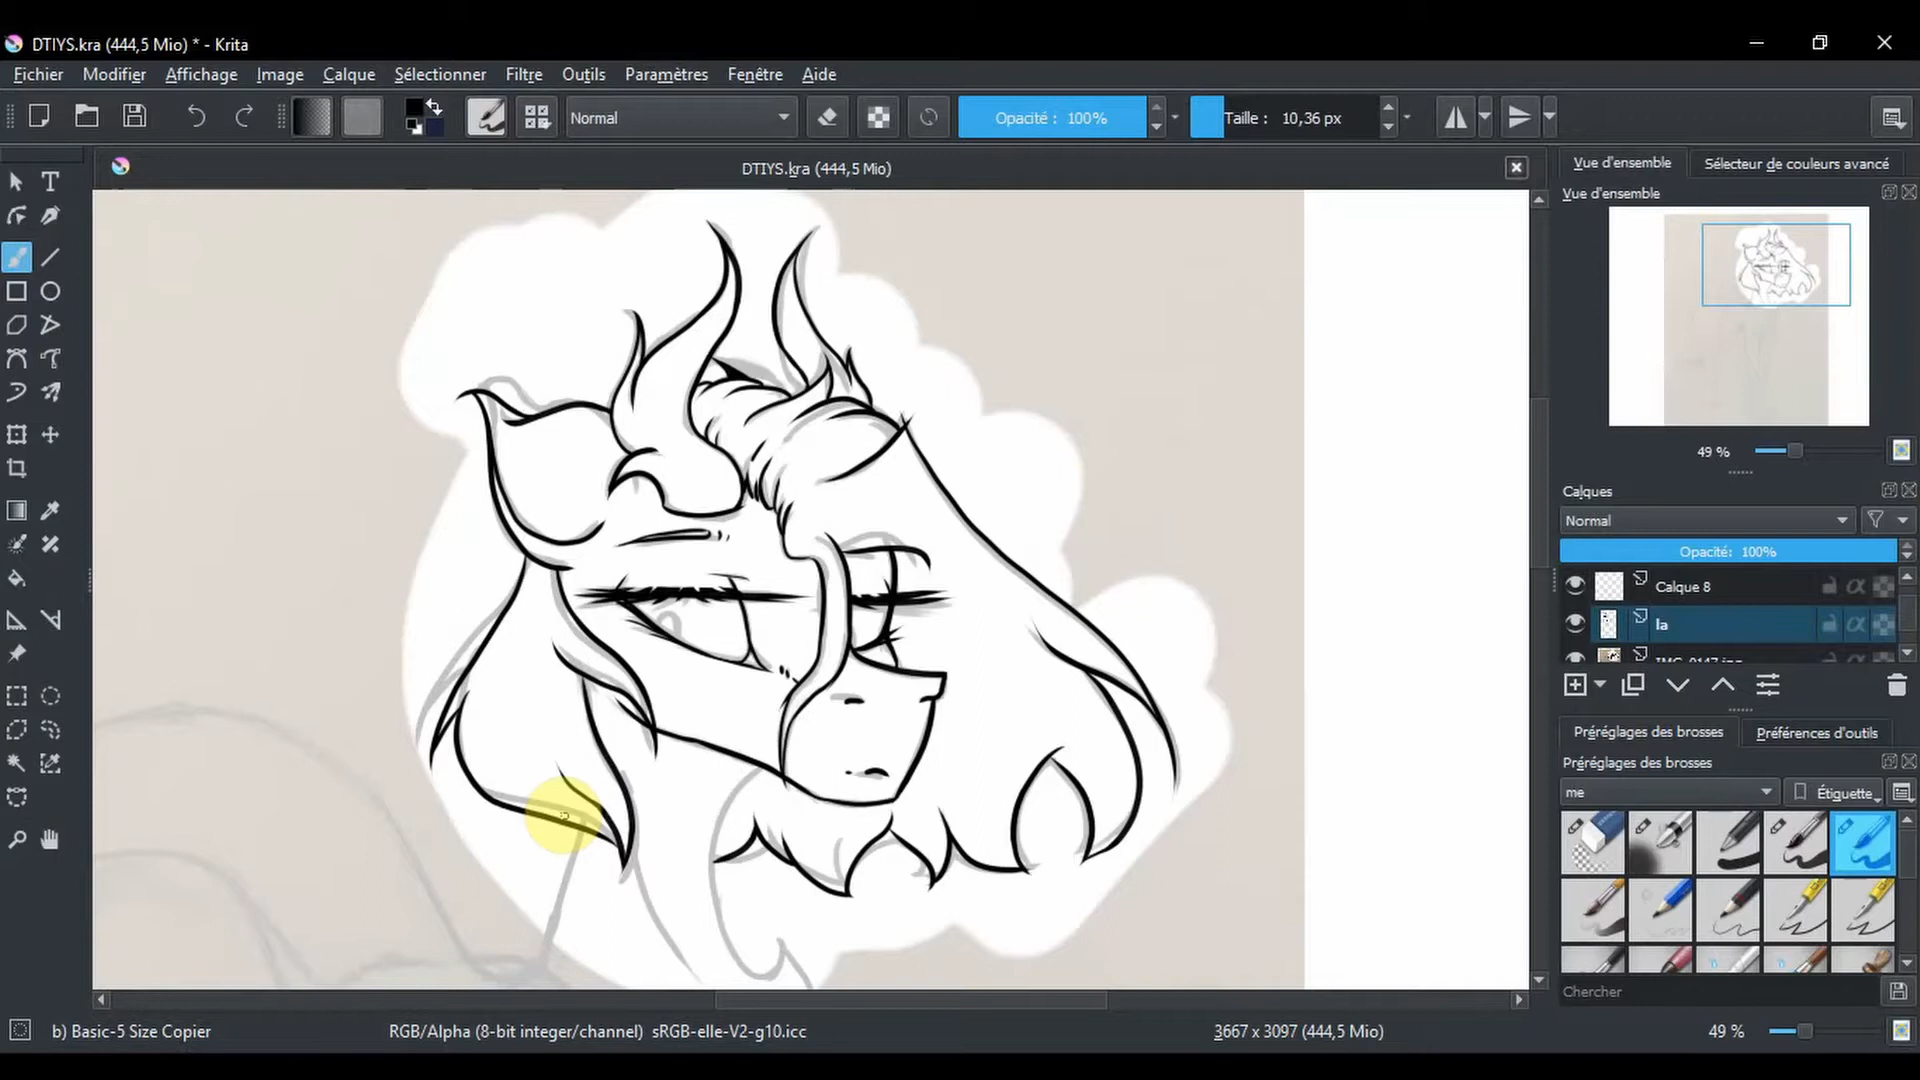 DTIYS.kra (444,5 Mio) * - Krita
Fichier Modifier Affichage Image Calque Sélectionner Filtre Outils Paramètres Fenêtre Aide
Normal
Opacité : 100%
Taille : 10,36 px
DTIYS.kra (444,5 Mio)
Vue d'ensemble
Sélecteur de couleurs avancé
Vue d'ensemble
49 %
Calques
Normal
Opacité: 100%
Calque 8
la
IMG_0147.jpg
Préréglages des brosses
Préférences d'outils
Préréglages des brosses
me
Étiquette
Chercher
b) Basic-5 Size Copier
RGB/Alpha (8-bit integer/channel) sRGB-elle-V2-g10.icc
3667 x 3097 (444,5 Mio)
49 %